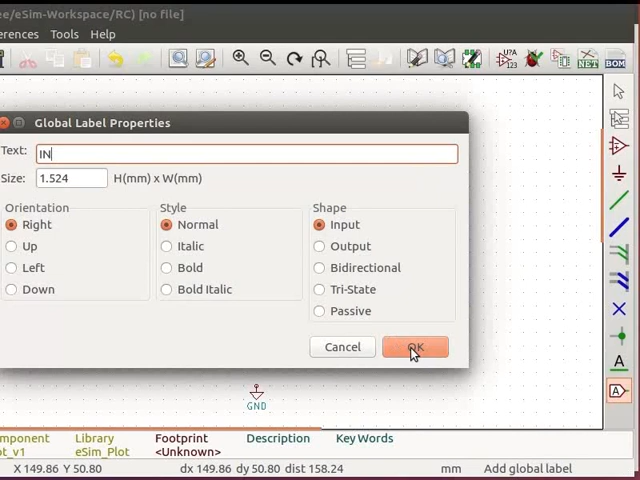 ee/eSim-Workspace/RC) [no file]
erences Tools Help
UPA
123
NET
BOM
Global Label Properties
Text: IN
Size: 1.524 H(mm) x W(mm)
Orientation Style Shape
Right Normal Input
Up Italic Output
Left Bold Bidirectional
Down Bold Italic Tri-State
Passive
Cancel OK
A
A
GND
omponent Library Footprint Description Key Words
ot_v1 eSim_Plot <Unknown>
X 149.86 Y 50.80 dx 149.86 dy 50.80 dist 158.24 mm Add global label